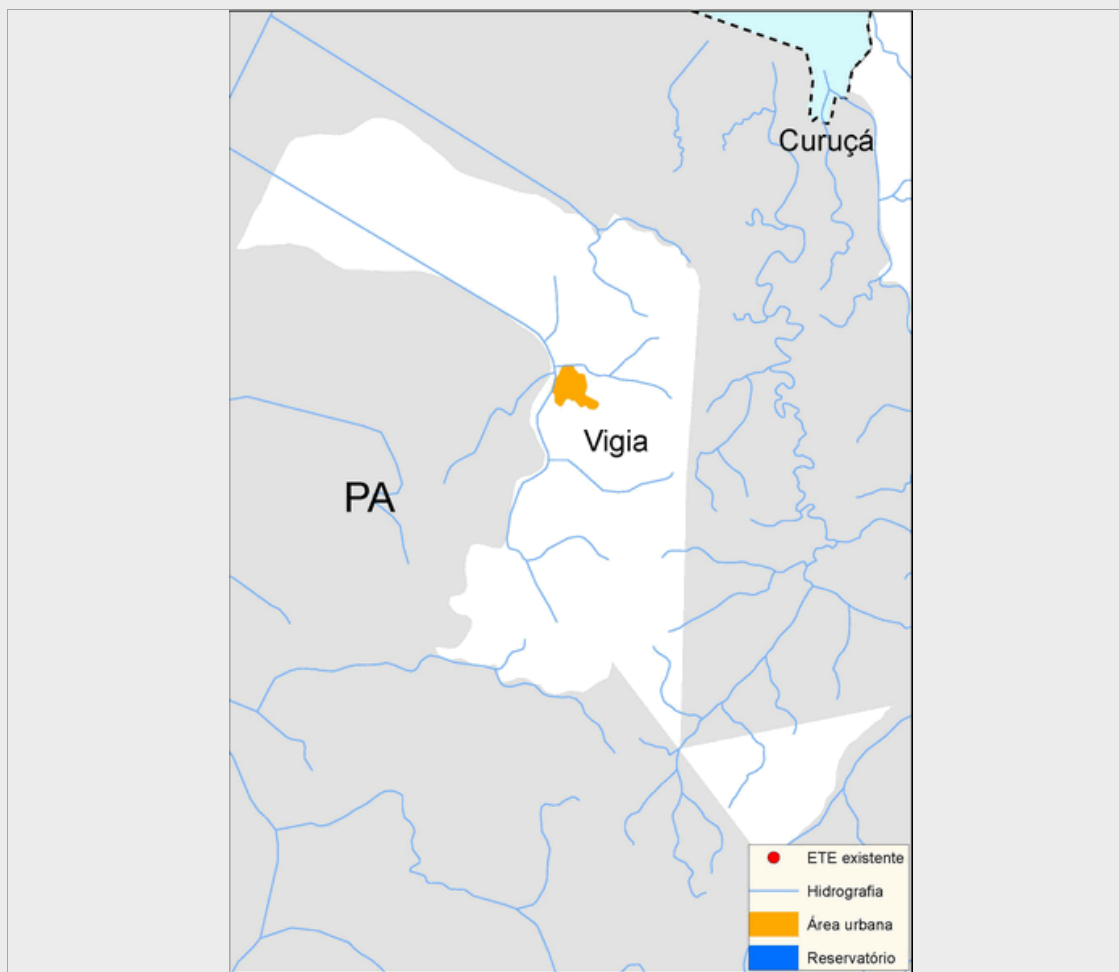 Curuçá
Vigia
PA
ETE existente
Hidrografia
Área urbana
Reservatório